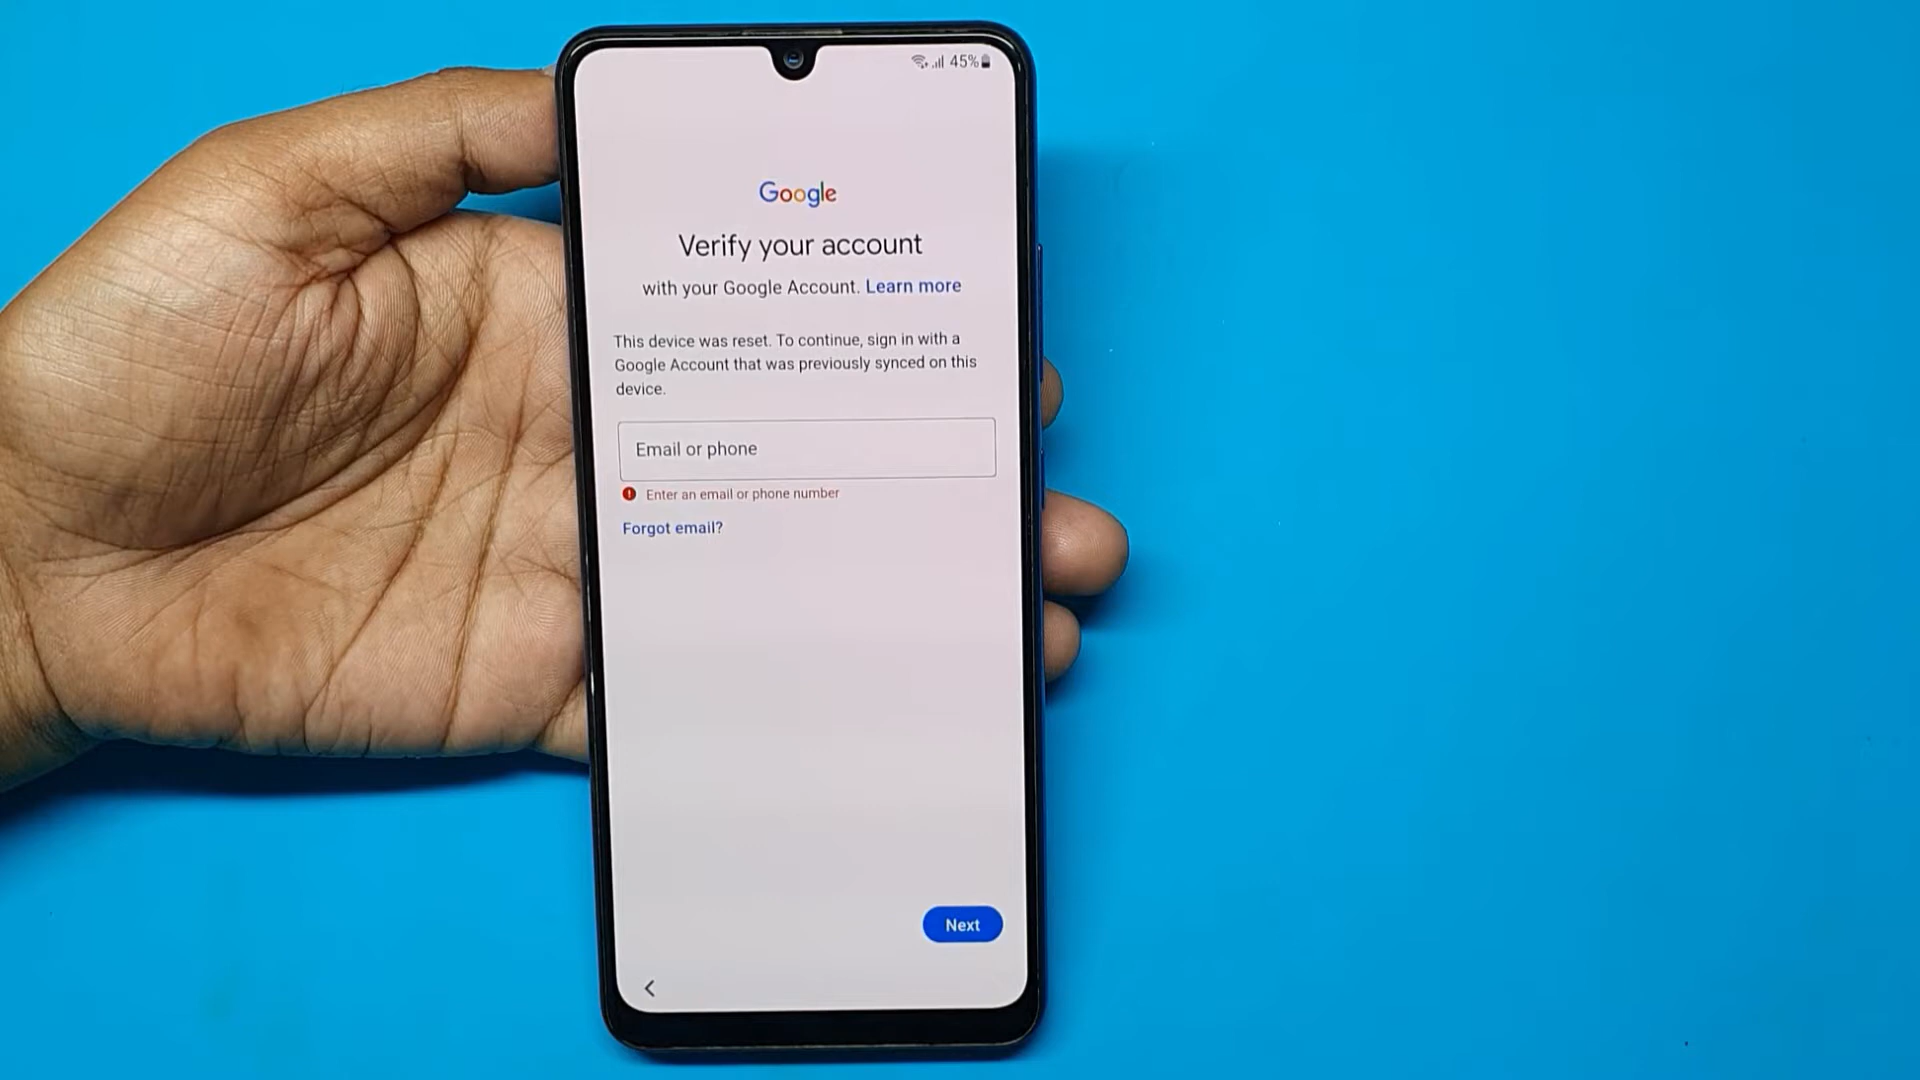 45%
Google
Verify your account
with your Google Account. Learn more
This device was reset. To continue, sign in with a
Google Account that was previously synced on this
device.
Email or phone
Enter an email or phone number
Forgot email?
Next